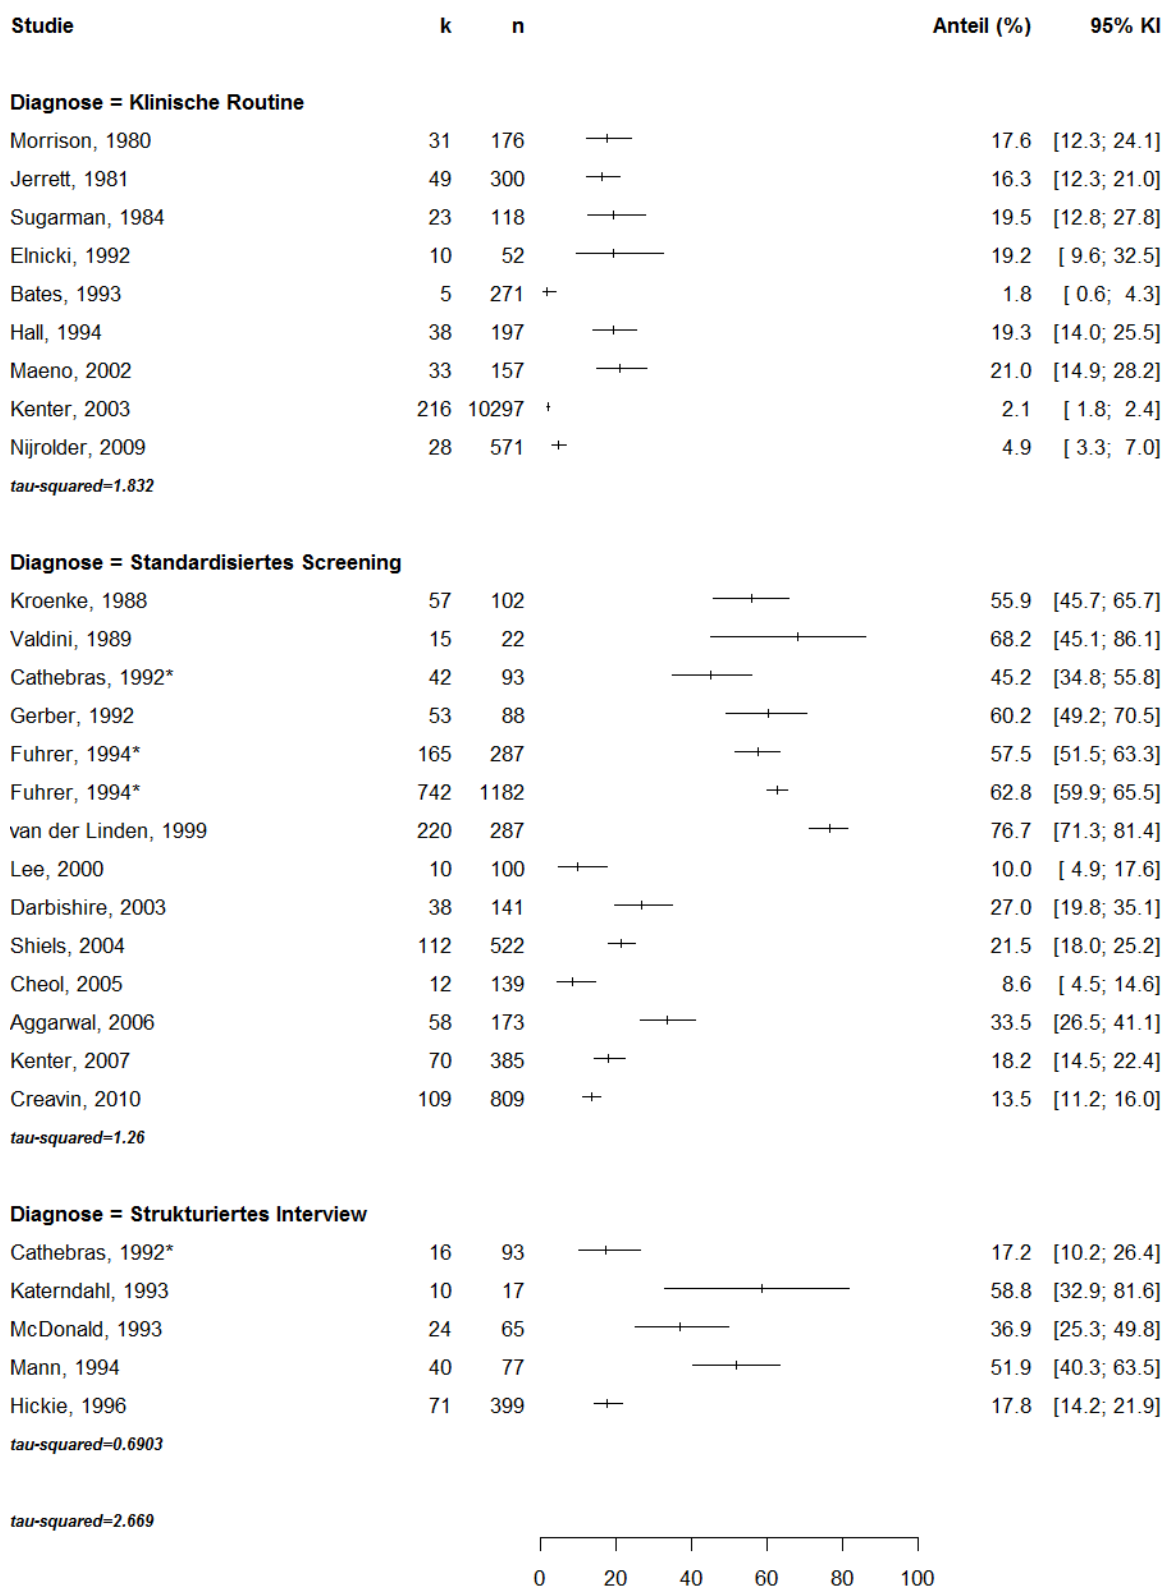 Studie k n Anteil (%) 95% KI
Diagnose = Klinische Routine
Morrison, 1980 31 176 17.6 [12.3; 24.1]
Jerrett, 1981 49 300 16.3 [12.3; 21.0]
Sugarman, 1984 23 118 19.5 [12.8; 27.8]
Elnicki, 1992 10 52 19.2 [ 9.6; 32.5]
Bates, 1993 5 271 1.8 [ 0.6; 4.3]
Hall, 1994 38 197 19.3 [14.0; 25.5]
Maeno, 2002 33 157 21.0 [14.9; 28.2]
Kenter, 2003 216 10297 2.1 [ 1.8; 2.4]
Nijrolder, 2009 28 571 4.9 [ 3.3; 7.0]
tau-squared=1.832
Diagnose = Standardisiertes Screening
Kroenke, 1988 57 102 55.9 [45.7; 65.7]
Valdini, 1989 15 22 68.2 [45.1; 86.1]
Cathebras, 1992* 42 93 45.2 [34.8; 55.8]
Gerber, 1992 53 88 60.2 [49.2; 70.5]
Fuhrer, 1994* 165 287 57.5 [51.5; 63.3]
Fuhrer, 1994* 742 1182 62.8 [59.9; 65.5]
van der Linden, 1999 220 287 76.7 [71.3; 81.4]
Lee, 2000 10 100 10.0 [ 4.9; 17.6]
Darbishire, 2003 38 141 27.0 [19.8; 35.1]
Shiels, 2004 112 522 21.5 [18.0; 25.2]
Cheol, 2005 12 139 8.6 [ 4.5; 14.6]
Aggarwal, 2006 58 173 33.5 [26.5; 41.1]
Kenter, 2007 70 385 18.2 [14.5; 22.4]
Creavin, 2010 109 809 13.5 [11.2; 16.0]
tau-squared=1.26
Diagnose = Strukturiertes Interview
Cathebras, 1992* 16 93 17.2 [10.2; 26.4]
Katerndahl, 1993 10 17 58.8 [32.9; 81.6]
McDonald, 1993 24 65 36.9 [25.3; 49.8]
Mann, 1994 40 77 51.9 [40.3; 63.5]
Hickie, 1996 71 399 17.8 [14.2; 21.9]
tau-squared=0.6903
tau-squared=2.669
0 20 40 60 80 100